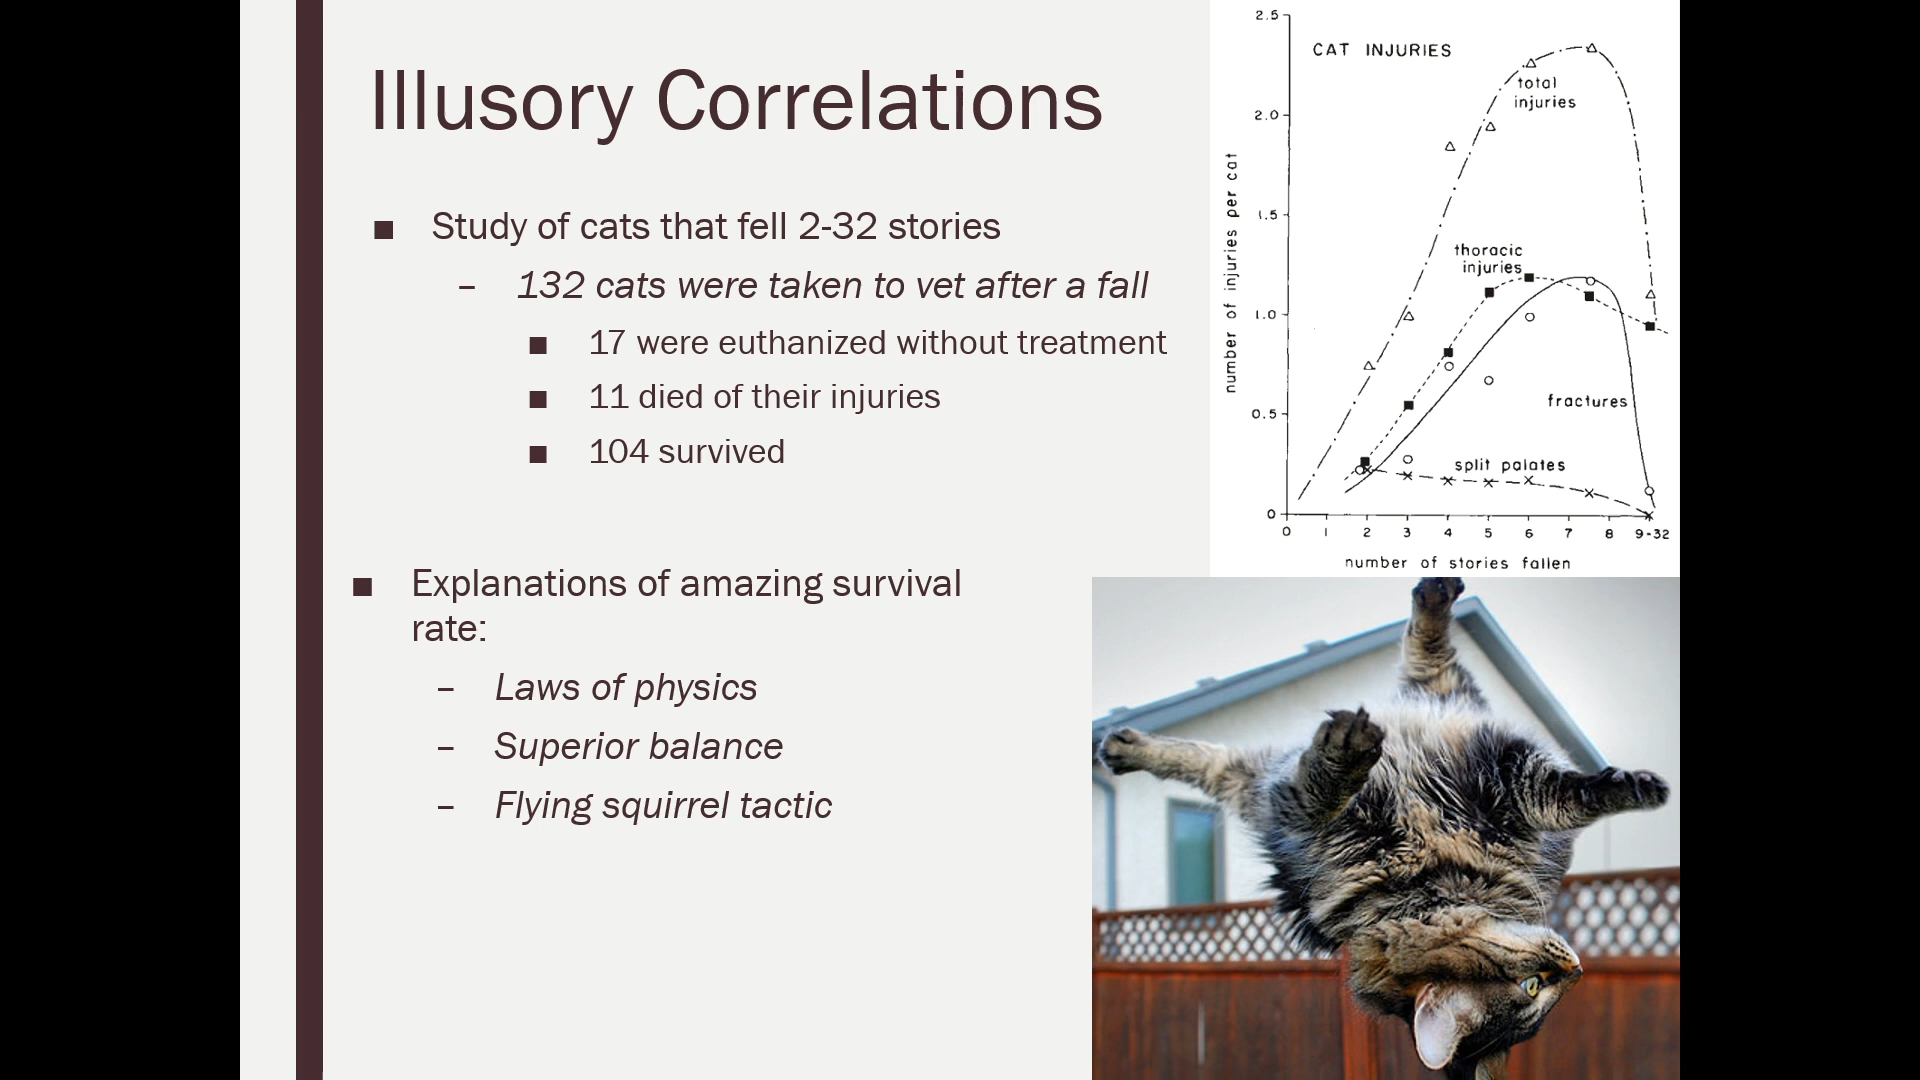 Illusory Correlations
■ Study of cats that fell 2-32 stories
– 132 cats were taken to vet after a fall
■ 17 were euthanized without treatment
■ 11 died of their injuries
■ 104 survived
■ Explanations of amazing survival
rate:
– Laws of physics
– Superior balance
– Flying squirrel tactic
CAT INJURIES
number of injuries per cat
2.5
2.0
1.5
1.0
0.5
0
total
injuries
thoracic
injuries
fractures
split palates
0 1 2 3 4 5 6 7 8 9-32
number of stories fallen